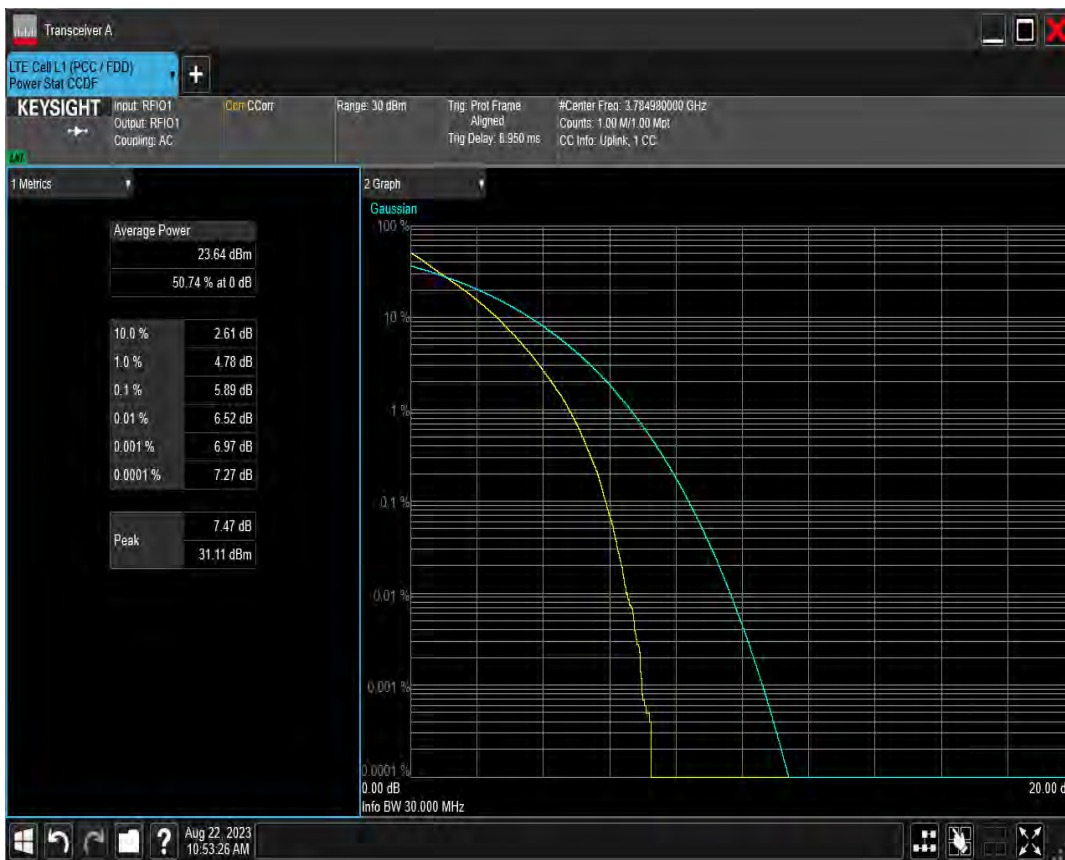 Transceiver A
LTE Cell L1 (PCC / FDD)
Power Stat CCDF
+
KEYSIGHT
Input: RFIO1
Output: RFIO1
Coupling: AC
Corr CCorr
Range: 30 dBm
Trig: Prot Frame
Aligned
Trig Delay: 8.950 ms
#Center Freq: 3.784980000 GHz
Counts: 1.00 M/1.00 Mpt
CC Info: Uplink, 1 CC
1 Metrics
Average Power
23.64 dBm
50.74 % at 0 dB
10.0 % 2.61 dB
1.0 % 4.78 dB
0.1 % 5.89 dB
0.01 % 6.52 dB
0.001 % 6.97 dB
0.0001 % 7.27 dB
Peak
7.47 dB
31.11 dBm
2 Graph
Gaussian
100 %
10 %
1 %
0.1 %
0.01 %
0.001 %
0.0001 %
0.00 dB
20.00 d
Info BW 30.000 MHz
?
Aug 22, 2023
10:53:26 AM